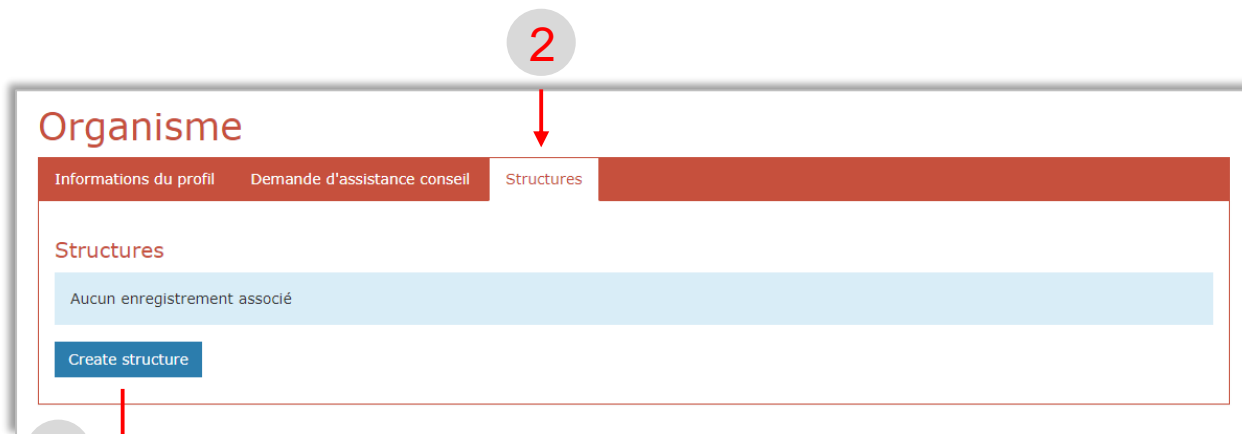 2
Organisme
Informations du profil Demande d'assistance conseil Structures
Structures
Aucun enregistrement associé
Create structure